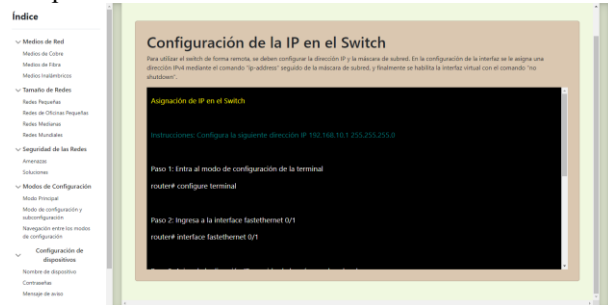 Índice
Medios de Red
Medios de Cobre
Medios de Fibra
Medios Inalámbricos
Tamaño de Redes
Redes Pequeñas
Redes de Oficinas Pequeñas
Redes Medianas
Redes Mundiales
Seguridad de las Redes
Amenazas
Soluciones
Modos de Configuración
Modo Principal
Modo de configuración y
subconfiguración
Navegación entre los modos
de configuración
Configuración de
dispositivos
Nombre de dispositivo
Contraseñas
Mensaje de aviso
Configuración de la IP en el Switch
Para utilizar el switch de forma remota, se deben configurar la dirección IP y la máscara de subred. En la configuración de la interfaz se le asigna una
dirección IPv4 mediante el comando "ip-address" seguido de la máscara de subred, y finalmente se habilita la interfaz virtual con el comando "no
shutdown".
Asignación de IP en el Switch
Instrucciones: Configura la siguiente dirección IP 192.168.10.1 255.255.255.0
Paso 1: Entra al modo de configuración de la terminal
router# configure terminal
Paso 2: Ingresa a la interface fastethernet 0/1
router# interface fastethernet 0/1